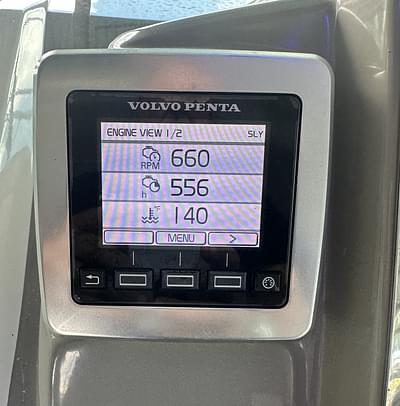 VOLVO PENTA
ENGINE VIEW 1/2 SLY
RPM 660
h 556
°F 140
MENU >